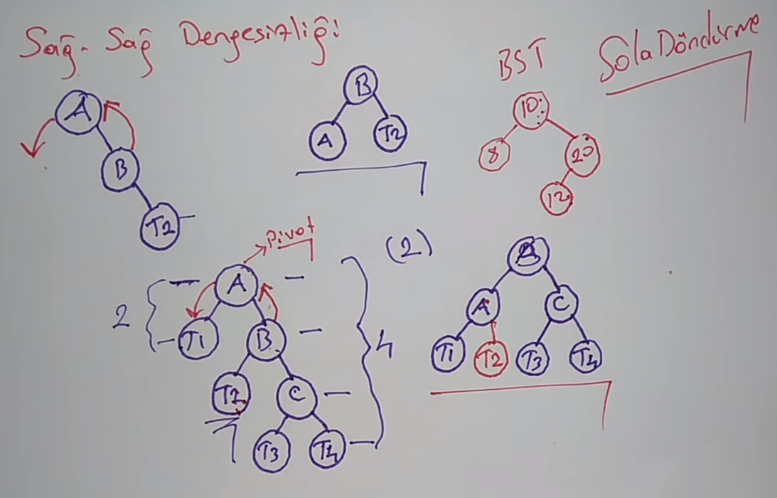 Sağ-Sağ Dengesizliği:
BST
Sola Döndürme
A
B
T2
B
A
T2
10
8
20
12
Pivot
(2)
A
T1
B
T2
C
T3
T4
2
4
B
A
C
T1
T2
T3
T4